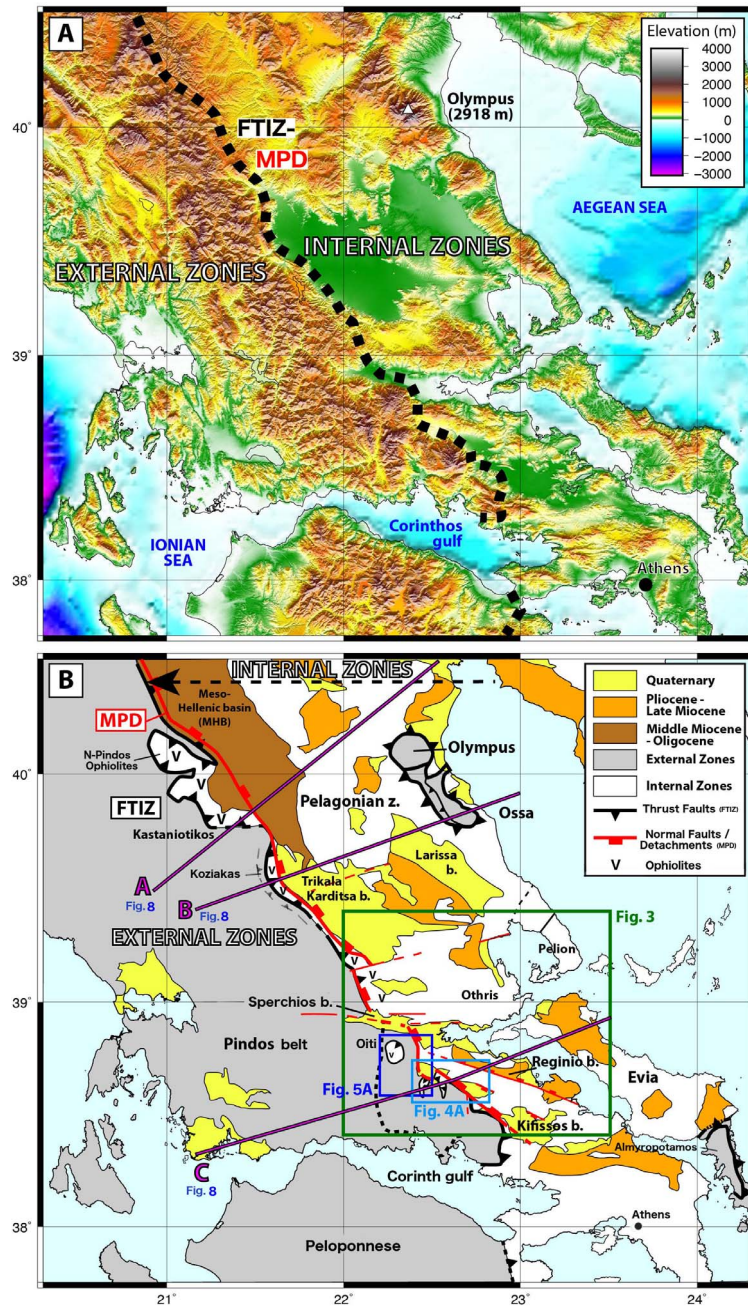 A
Elevation (m)
4000
3000
2000
1000
0
−1000
−2000
−3000
Olympus
(2918 m)
40°
FTIZ-
MPD
AEGEAN SEA
INTERNAL ZONES
EXTERNAL ZONES
39°
Corinthos
gulf
IONIAN
SEA
Athens
38°
B
INTERNAL ZONES
Meso-
Hellenic basin
(MHB)
MPD
Quaternary
Pliocene -
Late Miocene
Middle Miocene
- Oligocene
External Zones
Internal Zones
Thrust Faults (FTIZ)
Normal Faults /
Detachments (MPD)
V Ophiolites
N-Pindos
Ophiolites
V
V
V
Olympus
40°
FTIZ
Pelagonian z.
Ossa
Kastaniotikos
Koziakas
V
V
Larissa
b.
Trikala
Karditsa b.
A
Fig. 8
B
Fig. 8
EXTERNAL ZONES
Fig. 3
V
V
V
Pelion
Othris
39°
Sperchios b.
Pindos belt
Oiti
V
Reginio b.
Evia
Fig. 5A
V
Fig. 4A
Kifissos b.
C
Fig. 8
Almyropotamos
Corinth gulf
Athens
38°
Peloponnese
21°
22°
23°
24°